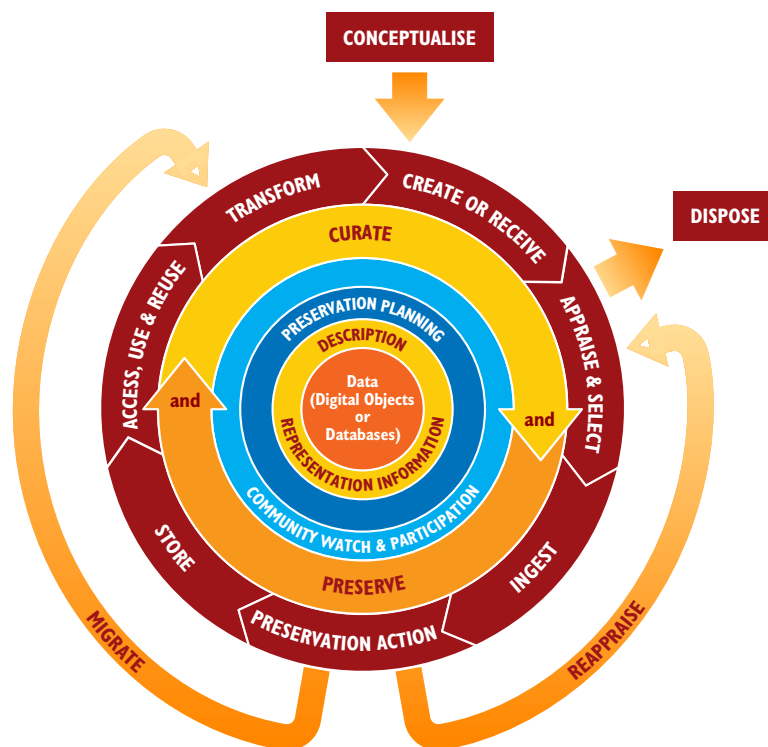 CONCEPTUALISE
DISPOSE
TRANSFORM
CREATE OR RECEIVE
APPRAISE & SELECT
INGEST
PRESERVATION ACTION
STORE
ACCESS, USE & REUSE
MIGRATE
REAPPRAISE
CURATE
and
PRESERVE
and
COMMUNITY WATCH & PARTICIPATION
PRESERVATION PLANNING
DESCRIPTION
REPRESENTATION INFORMATION
Data
(Digital Objects
or
Databases)